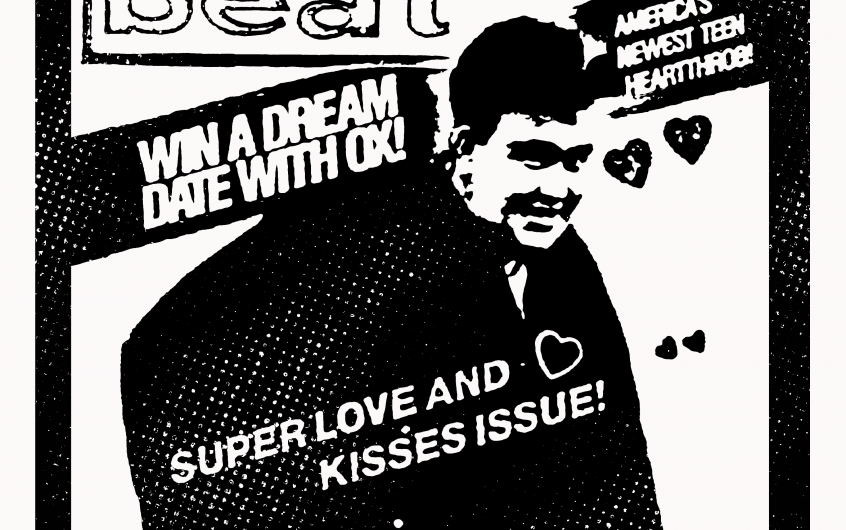 beat
AMERICA'S
NEWEST TEEN
HEARTTHROB!
WIN A DREAM
DATE WITH OX!
SUPER LOVE AND
KISSES ISSUE!